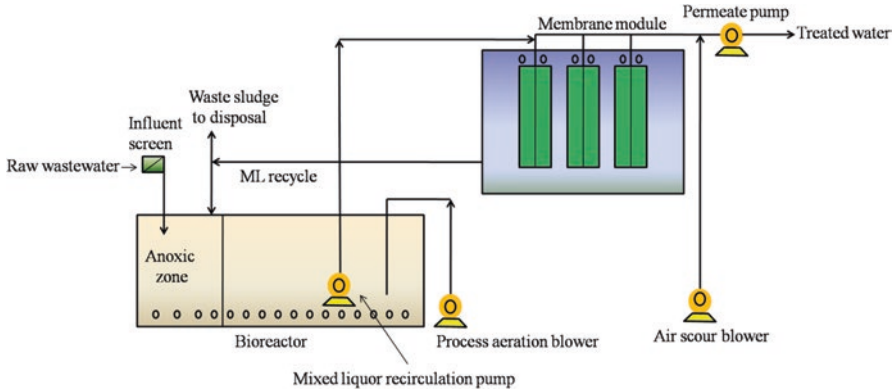 Permeate pump
Membrane module
Treated water
Waste sludge
to disposal
Influent
screen
Raw wastewater
ML recycle
Anoxic
zone
Bioreactor
Process aeration blower
Air scour blower
Mixed liquor recirculation pump